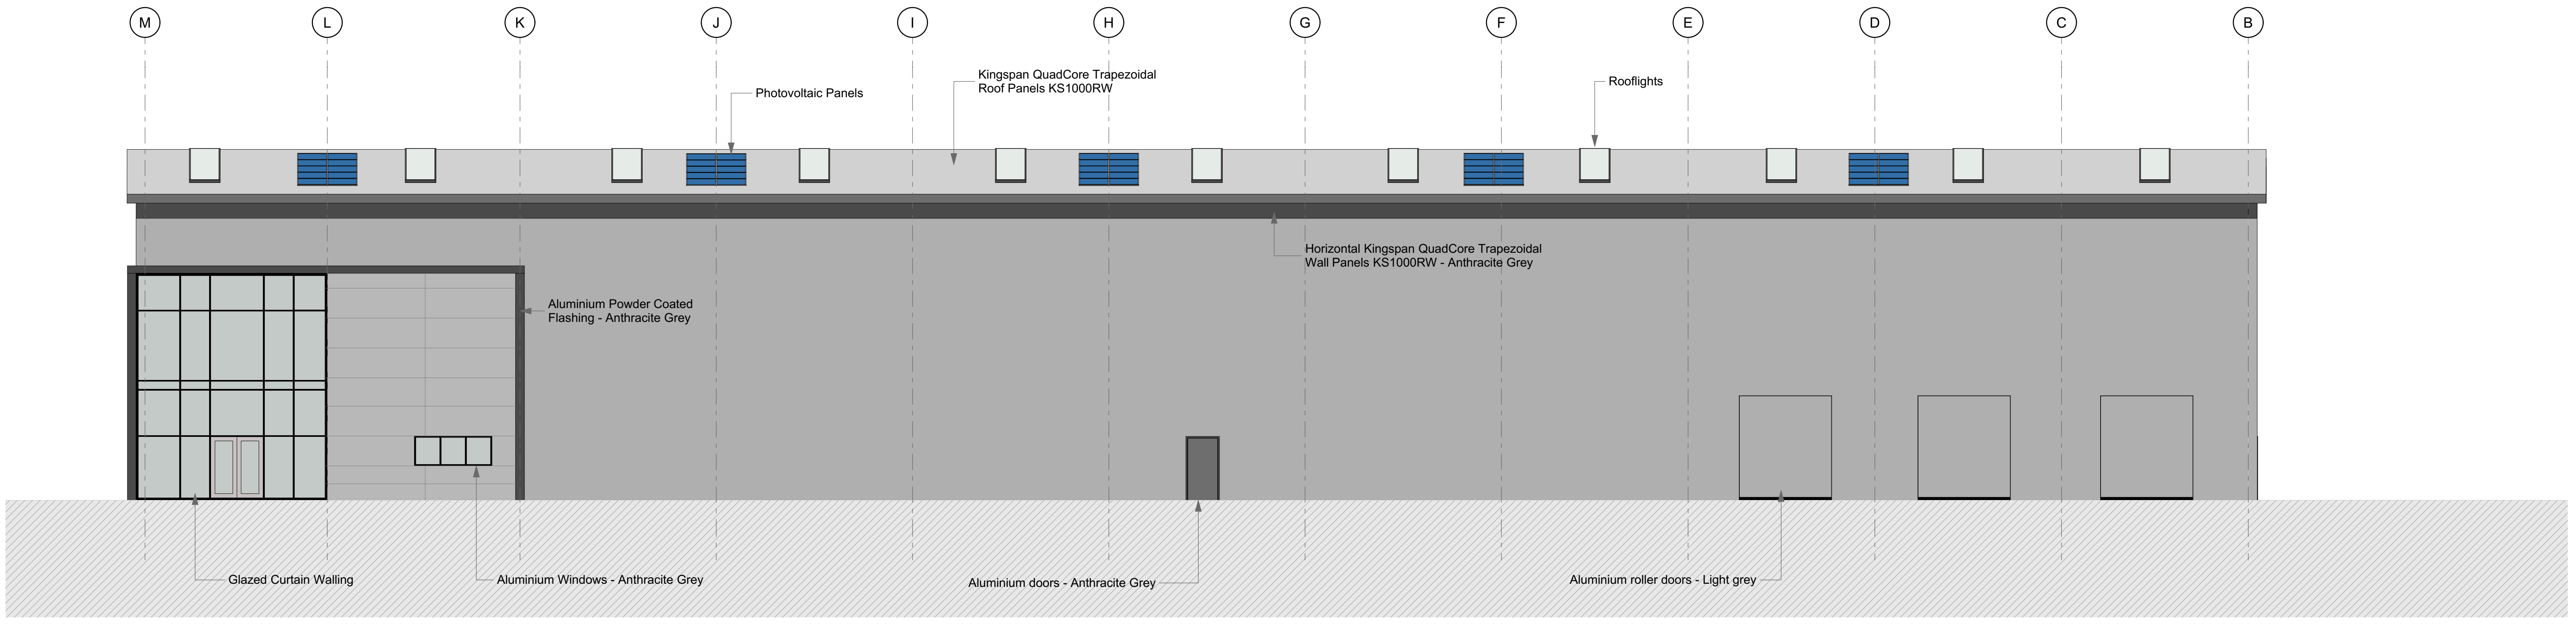 M L K J I H G F E D C B
Kingspan QuadCore Trapezoidal
Roof Panels KS1000RW
Rooflights
Photovoltaic Panels
Horizontal Kingspan QuadCore Trapezoidal
Wall Panels KS1000RW - Anthracite Grey
Aluminium Powder Coated
Flashing - Anthracite Grey
Glazed Curtain Walling
Aluminium Windows - Anthracite Grey
Aluminium doors - Anthracite Grey
Aluminium roller doors - Light grey